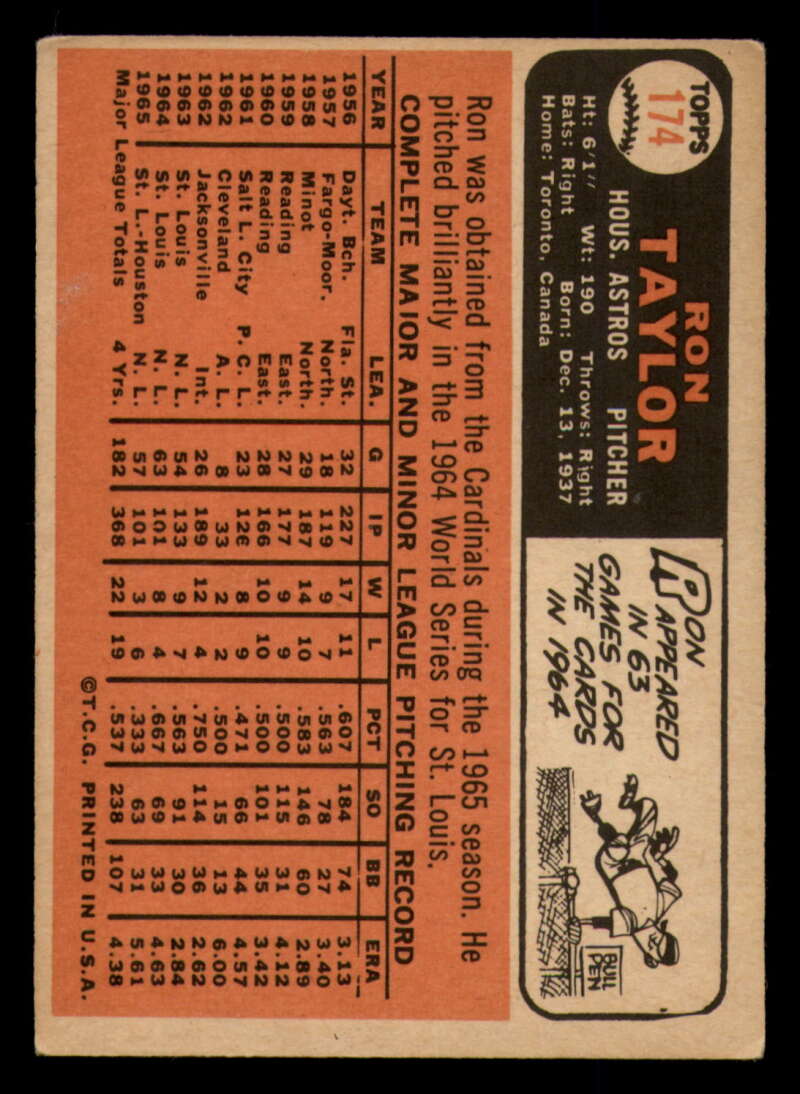 TOPPS
174
RON
TAYLOR
HOUS. ASTROS PITCHER
Ht: 6'1" Wt: 190 Throws: Right
Bats: Right Born: Dec. 13, 1937
Home: Toronto, Canada
RON
APPEARED
IN 63
GAMES FOR
THE CARDS
IN 1964
BULL
PEN
Ron was obtained from the Cardinals during the 1965 season. He
pitched brilliantly in the 1964 World Series for St. Louis.
COMPLETE MAJOR AND MINOR LEAGUE PITCHING RECORD
YEAR TEAM LEA. G IP W L PCT SO BB ERA
1956 Dayt. Bch. Fla. St. 32 227 17 11 .607 184 74 3.13
1957 Fargo-Moor. North. 18 119 9 7 .563 78 27 3.40
1958 Minot North. 29 187 14 10 .583 146 60 2.89
1959 Reading East. 27 177 9 9 .500 115 31 4.12
1960 Reading East. 28 166 10 10 .500 101 35 3.42
1961 Salt L. City P. C. L. 23 126 8 9 .471 66 44 4.57
1962 Cleveland A. L. 8 33 2 2 .500 15 13 6.00
1962 Jacksonville Int. 26 189 12 4 .750 114 36 2.62
1963 St. Louis N. L. 54 133 9 7 .563 91 30 2.84
1964 St. Louis N. L. 63 101 8 4 .667 69 33 4.63
1965 St. L.-Houston N. L. 57 101 3 6 .333 63 31 5.61
Major League Totals 4 Yrs. 182 368 22 19 .537 238 107 4.38
©T.C.G. PRINTED IN U.S.A.